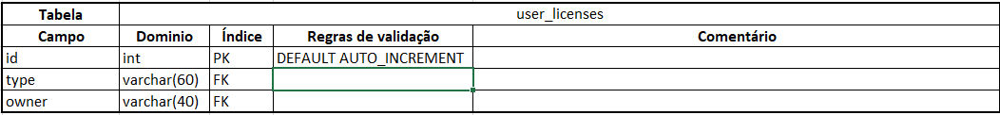 Tabela user_licenses
Campo Dominio Índice Regras de validação Comentário
id int PK DEFAULT AUTO_INCREMENT
type varchar(60) FK
owner varchar(40) FK